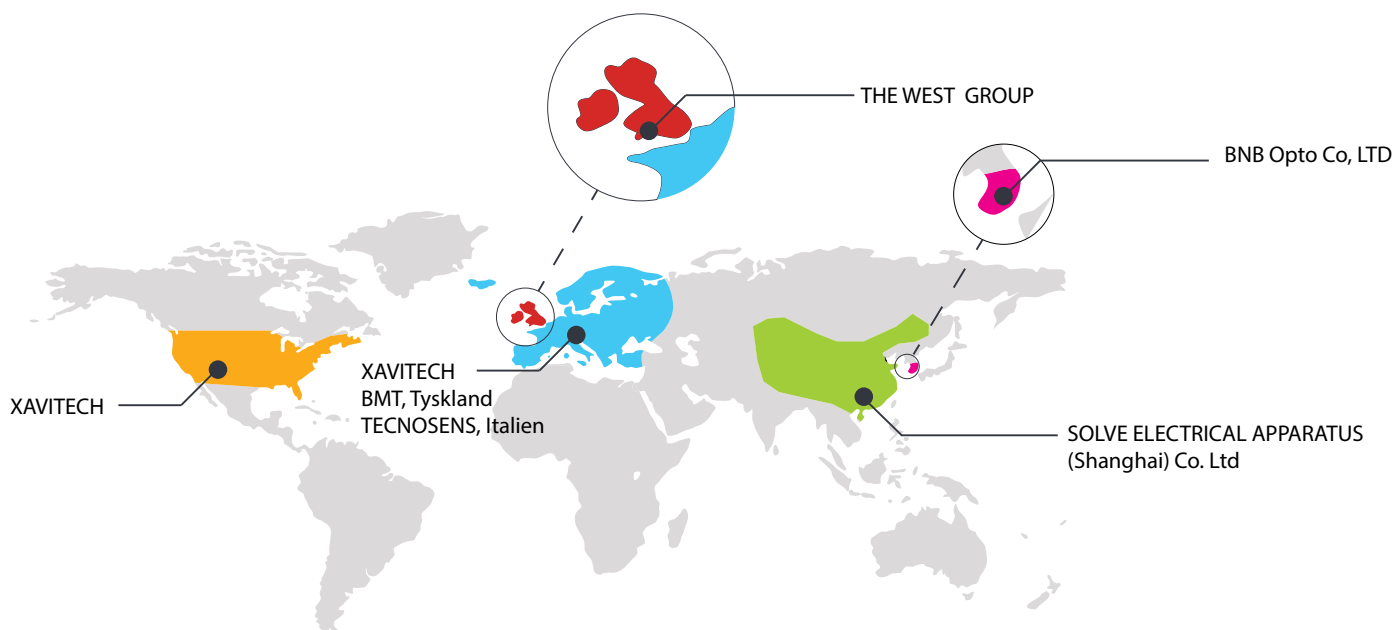 THE WEST GROUP
BNB Opto Co, LTD
XAVITECH
BMT, Tyskland
TECNOSENS, Italien
XAVITECH
SOLVE ELECTRICAL APPARATUS
(Shanghai) Co. Ltd